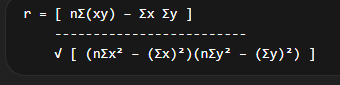 r = [ nΣ(xy) – Σx Σy ]
-------------------------
√ [ (nΣx² – (Σx)²)(nΣy² – (Σy)²) ]